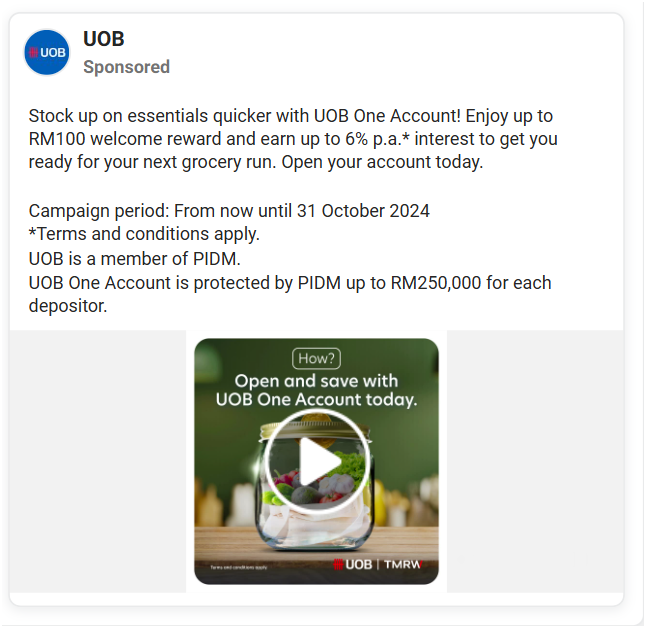 UOB
UOB
Sponsored
Stock up on essentials quicker with UOB One Account! Enjoy up to
RM100 welcome reward and earn up to 6% p.a.* interest to get you
ready for your next grocery run. Open your account today.
Campaign period: From now until 31 October 2024
*Terms and conditions apply.
UOB is a member of PIDM.
UOB One Account is protected by PIDM up to RM250,000 for each
depositor.
How?
Open and save with
UOB One Account today.
Terms and conditions apply
UOB | TMRW